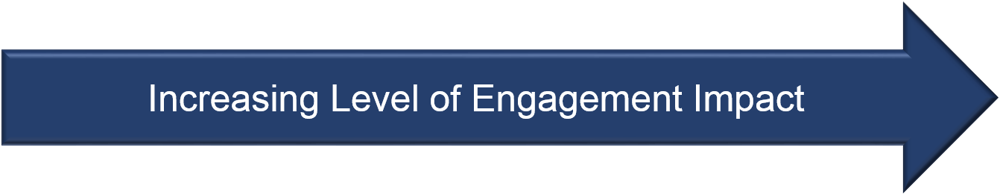 Increasing Level of Engagement Impact